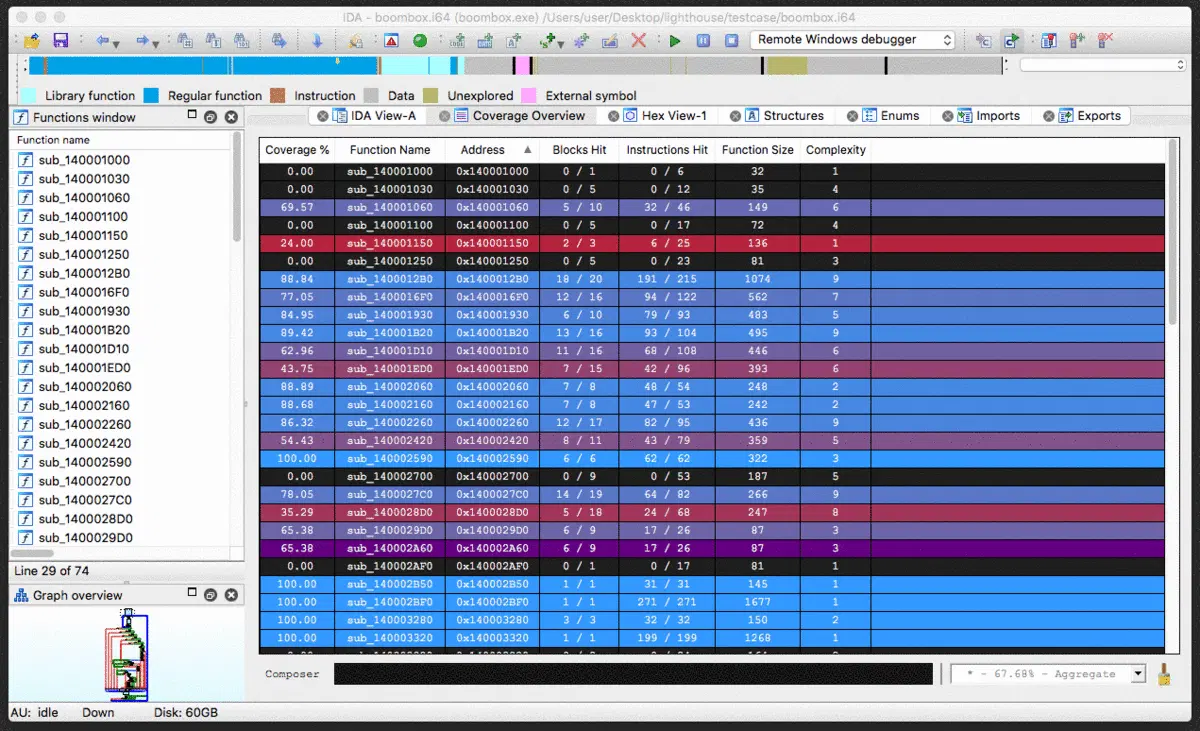 IDA - boombox.i64 (boombox.exe) /Users/user/Desktop/lighthouse/testcase/boombox.i64
Remote Windows debugger
Library function Regular function Instruction Data Unexplored External symbol
Functions window
Function name
sub_140001000
sub_140001030
sub_140001060
sub_140001100
sub_140001150
sub_140001250
sub_1400012B0
sub_1400016F0
sub_140001930
sub_140001B20
sub_140001D10
sub_140001ED0
sub_140002060
sub_140002160
sub_140002260
sub_140002420
sub_140002590
sub_140002700
sub_1400027C0
sub_1400028D0
sub_1400029D0
Line 29 of 74
Graph overview
IDA View-A Coverage Overview Hex View-1 Structures Enums Imports Exports
Coverage % Function Name Address Blocks Hit Instructions Hit Function Size Complexity
0.00 sub_140001000 0x140001000 0 / 1 0 / 6 32 1
0.00 sub_140001030 0x140001030 0 / 5 0 / 12 35 4
69.57 sub_140001060 0x140001060 5 / 10 32 / 46 149 6
0.00 sub_140001100 0x140001100 0 / 5 0 / 17 72 4
24.00 sub_140001150 0x140001150 2 / 3 6 / 25 136 1
0.00 sub_140001250 0x140001250 0 / 5 0 / 23 81 3
88.84 sub_1400012B0 0x1400012B0 18 / 20 191 / 215 1074 9
77.05 sub_1400016F0 0x1400016F0 12 / 16 94 / 122 562 7
84.95 sub_140001930 0x140001930 6 / 10 79 / 93 483 5
89.42 sub_140001B20 0x140001B20 13 / 16 93 / 104 495 9
62.96 sub_140001D10 0x140001D10 11 / 16 68 / 108 446 6
43.75 sub_140001ED0 0x140001ED0 7 / 15 42 / 96 393 6
88.89 sub_140002060 0x140002060 7 / 8 48 / 54 248 2
88.68 sub_140002160 0x140002160 7 / 8 47 / 53 242 2
86.32 sub_140002260 0x140002260 12 / 17 82 / 95 436 9
54.43 sub_140002420 0x140002420 8 / 11 43 / 79 359 5
100.00 sub_140002590 0x140002590 6 / 6 62 / 62 322 3
0.00 sub_140002700 0x140002700 0 / 9 0 / 53 187 5
78.05 sub_1400027C0 0x1400027C0 14 / 19 64 / 82 266 9
35.29 sub_1400028D0 0x1400028D0 5 / 18 24 / 68 247 8
65.38 sub_1400029D0 0x1400029D0 6 / 9 17 / 26 87 3
65.38 sub_140002A60 0x140002A60 6 / 9 17 / 26 87 3
0.00 sub_140002AF0 0x140002AF0 0 / 1 0 / 17 81 1
100.00 sub_140002B50 0x140002B50 1 / 1 31 / 31 145 1
100.00 sub_140002BF0 0x140002BF0 1 / 1 271 / 271 1677 1
100.00 sub_140003280 0x140003280 3 / 3 32 / 32 150 2
100.00 sub_140003320 0x140003320 1 / 1 199 / 199 1268 1
Composer
* - 67.68% - Aggregate
AU: idle Down Disk: 60GB